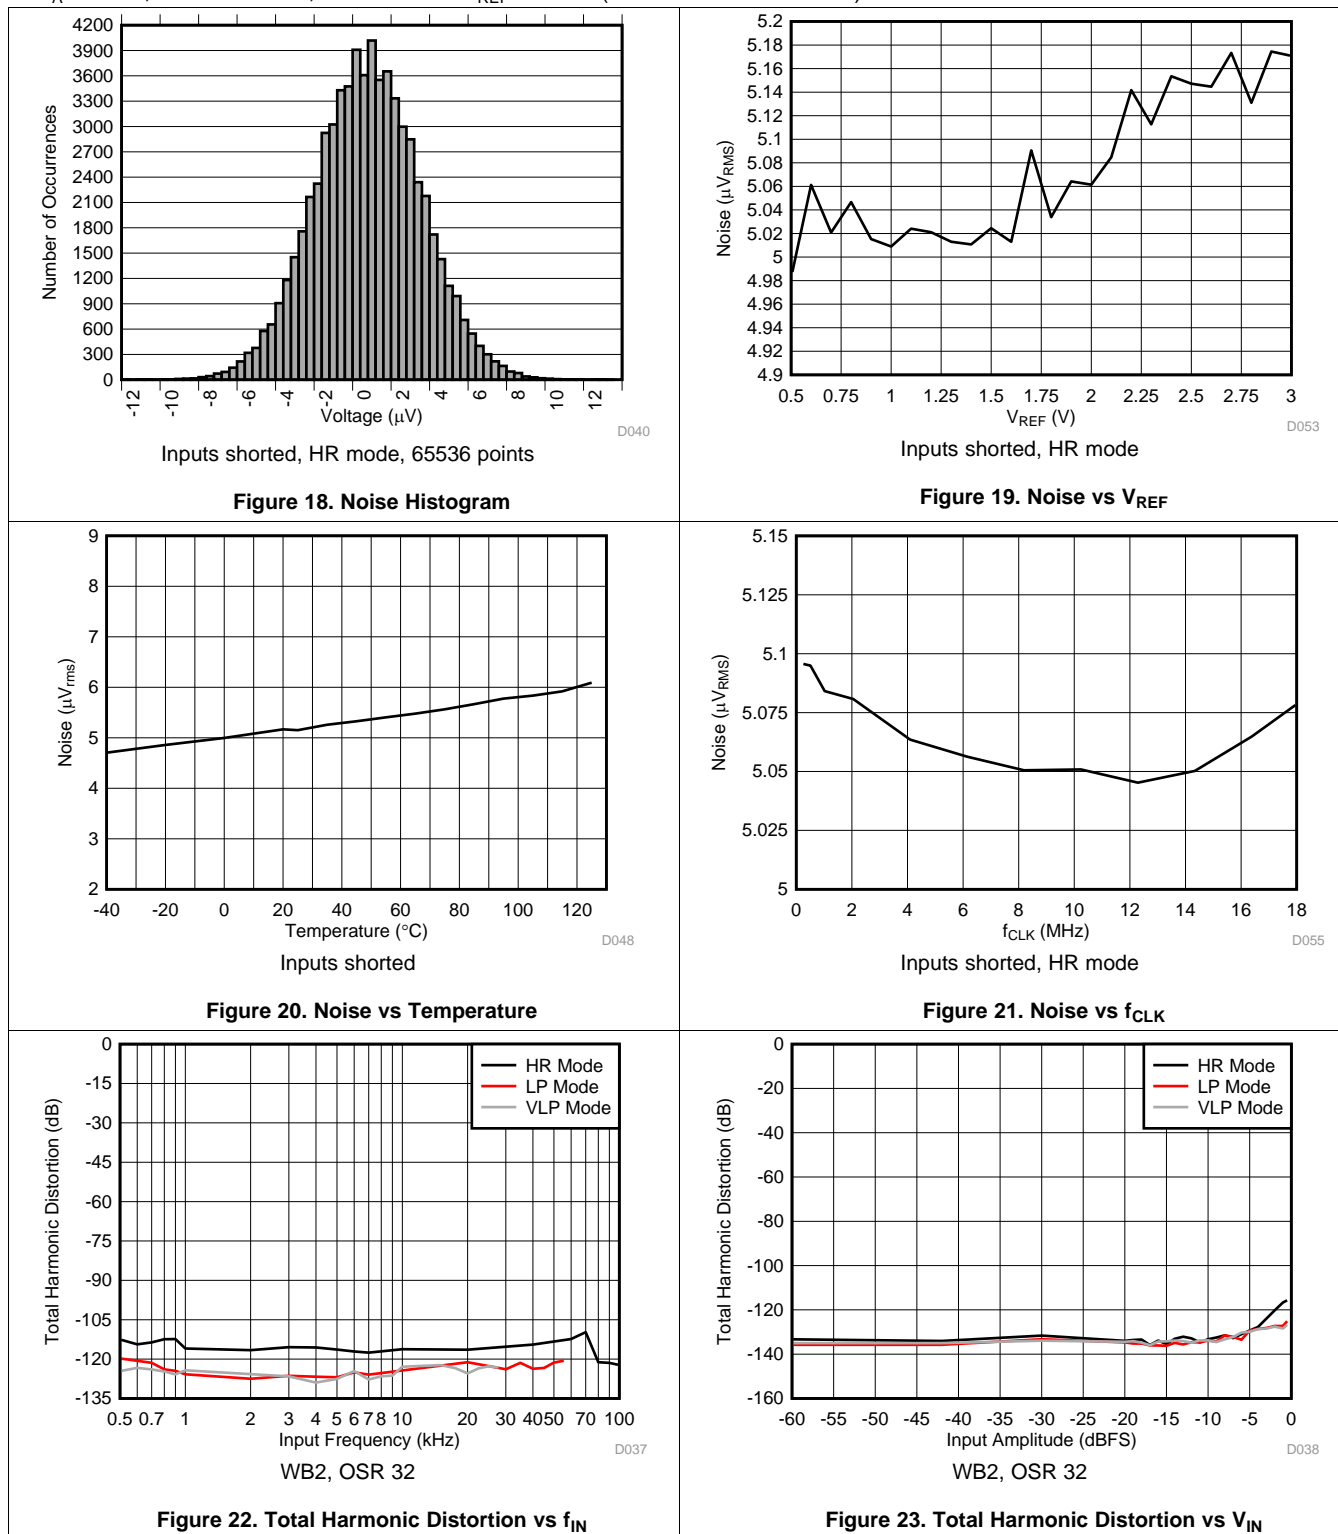 4200
3900
3600
3300
3000
2700
2400
2100
1800
1500
1200
900
600
300
0
Number of Occurrences
-12 -10 -8 -6 -4 -2 0 2 4 6 8 10 12
Voltage (μV)
D040
Inputs shorted, HR mode, 65536 points
Figure 18. Noise Histogram
5.2
5.18
5.16
5.14
5.12
5.1
5.08
5.06
5.04
5.02
5
4.98
4.96
4.94
4.92
4.9
Noise (μVRMS)
0.5 0.75 1 1.25 1.5 1.75 2 2.25 2.5 2.75 3
VREF (V)
D053
Inputs shorted, HR mode
Figure 19. Noise vs VREF
9
8
7
6
5
4
3
2
Noise (μVrms)
-40 -20 0 20 40 60 80 100 120
Temperature (°C)
D048
Inputs shorted
Figure 20. Noise vs Temperature
5.15
5.125
5.1
5.075
5.05
5.025
5
Noise (μVRMS)
0 2 4 6 8 10 12 14 16 18
fCLK (MHz)
D055
Inputs shorted, HR mode
Figure 21. Noise vs fCLK
0
-15
-30
-45
-60
-75
-90
-105
-120
-135
Total Harmonic Distortion (dB)
HR Mode
LP Mode
VLP Mode
0.5 0.7 1 2 3 4 5 6 7 8 10 20 30 40 50 70 100
Input Frequency (kHz)
D037
WB2, OSR 32
Figure 22. Total Harmonic Distortion vs fIN
0
-20
-40
-60
-80
-100
-120
-140
-160
Total Harmonic Distortion (dB)
HR Mode
LP Mode
VLP Mode
-60 -55 -50 -45 -40 -35 -30 -25 -20 -15 -10 -5 0
Input Amplitude (dBFS)
D038
WB2, OSR 32
Figure 23. Total Harmonic Distortion vs VIN